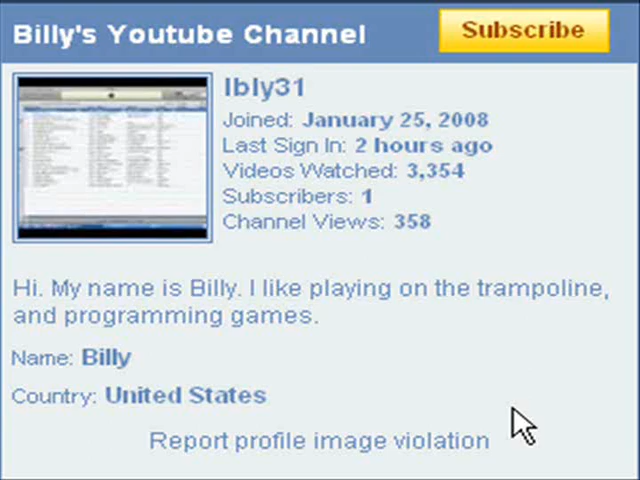 Billy's Youtube Channel
Subscribe
lbly31
Joined: January 25, 2008
Last Sign In: 2 hours ago
Videos Watched: 3,354
Subscribers: 1
Channel Views: 358
Hi. My name is Billy. I like playing on the trampoline,
and programming games.
Name: Billy
Country: United States
Report profile image violation